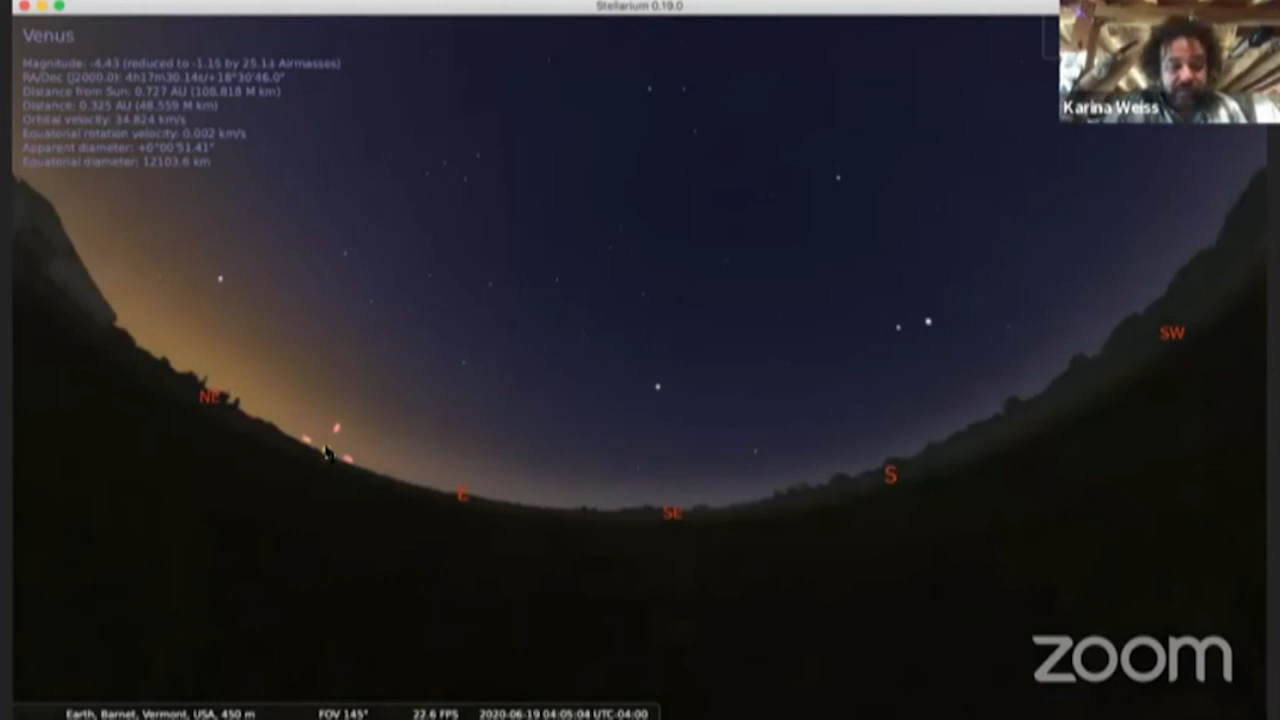 Stellarium 0.19.0
Venus
Magnitude: -4.43 (reduced to -1.15 by 25.13 Airmasses)
RA/Dec (J2000.0): 4h17m30.14s/+18°30'46.0"
Distance from Sun: 0.727 AU (108.818 M km)
Distance: 0.325 AU (48.559 M km)
Orbital velocity: 34.824 km/s
Equatorial rotation velocity: 0.002 km/s
Apparent diameter: +0°00'51.41"
Equatorial diameter: 12103.6 km
Karina Weiss
SW
NE
S
E
SE
zoom
Earth, Barnet, Vermont, USA, 450 m FOV 145° 22.6 FPS 2020-06-19 04:05:04 UTC-04:00